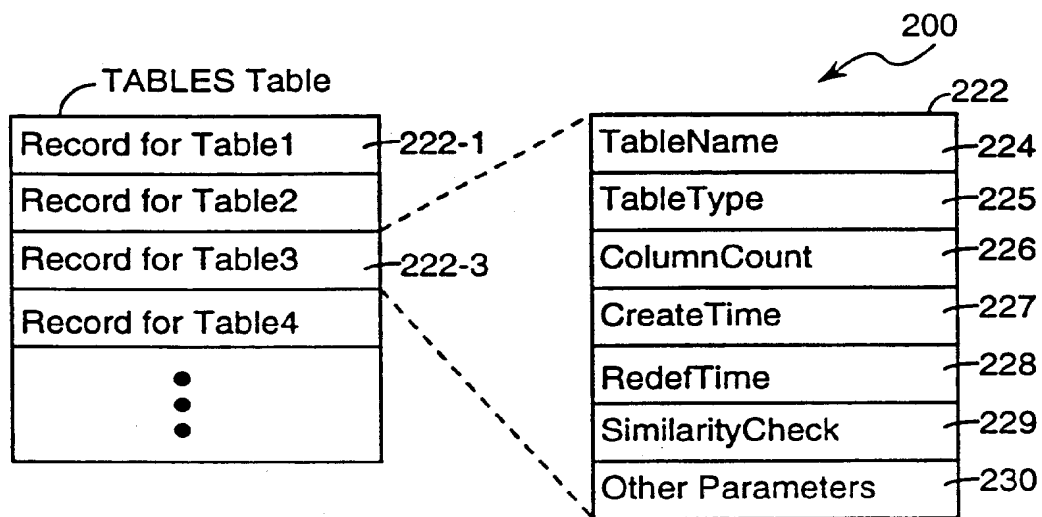 200
TABLES Table
222
Record for Table1
222-1
Record for Table2
Record for Table3
222-3
Record for Table4
TableName
224
TableType
225
ColumnCount
226
CreateTime
227
RedefTime
228
SimilarityCheck
229
Other Parameters
230